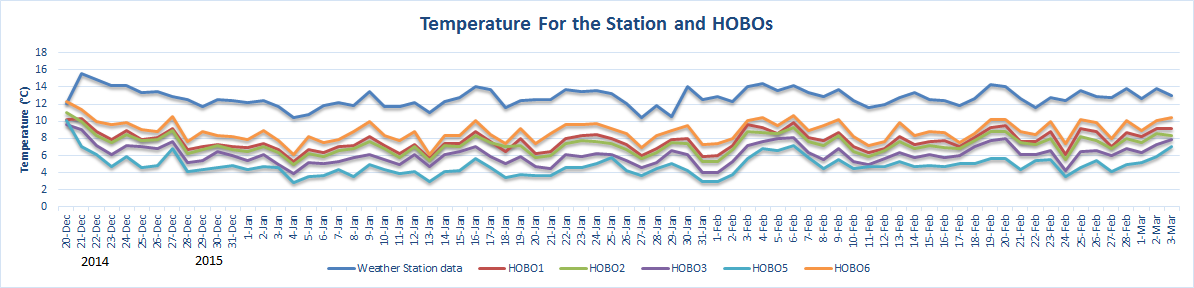 Temperature For the Station and HOBOs
Temperature (°C)
18
16
14
12
10
8
6
4
2
0
20-Dec 21-Dec 22-Dec 23-Dec 24-Dec 25-Dec 26-Dec 27-Dec 28-Dec 29-Dec 30-Dec 31-Dec 1-Jan 2-Jan 3-Jan 4-Jan 5-Jan 6-Jan 7-Jan 8-Jan 9-Jan 10-Jan 11-Jan 12-Jan 13-Jan 14-Jan 15-Jan 16-Jan 17-Jan 18-Jan 19-Jan 20-Jan 21-Jan 22-Jan 23-Jan 24-Jan 25-Jan 26-Jan 27-Jan 28-Jan 29-Jan 30-Jan 31-Jan 1-Feb 2-Feb 3-Feb 4-Feb 5-Feb 6-Feb 7-Feb 8-Feb 9-Feb 10-Feb 11-Feb 12-Feb 13-Feb 14-Feb 15-Feb 16-Feb 17-Feb 18-Feb 19-Feb 20-Feb 21-Feb 22-Feb 23-Feb 24-Feb 25-Feb 26-Feb 27-Feb 28-Feb 1-Mar 2-Mar 3-Mar
2014 2015
Weather Station data HOBO1 HOBO2 HOBO3 HOBO5 HOBO6